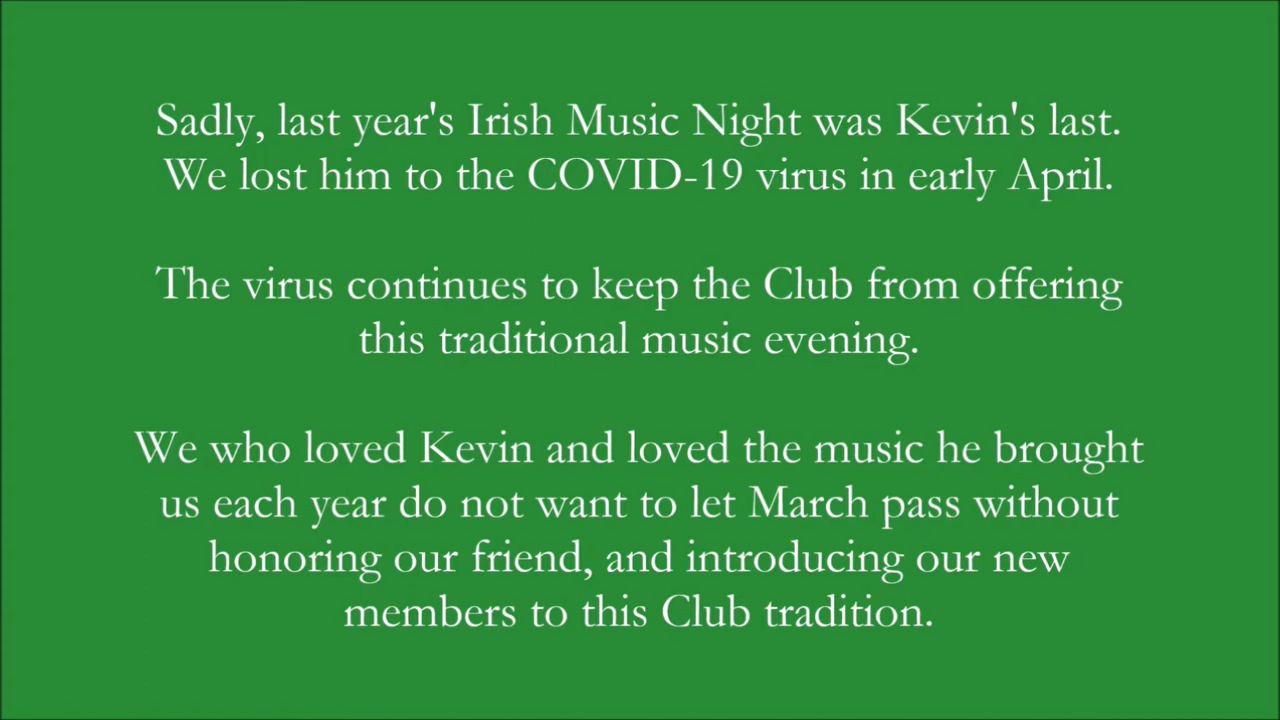 Sadly, last year's Irish Music Night was Kevin's last.
We lost him to the COVID-19 virus in early April.
The virus continues to keep the Club from offering
this traditional music evening.
We who loved Kevin and loved the music he brought
us each year do not want to let March pass without
honoring our friend, and introducing our new
members to this Club tradition.